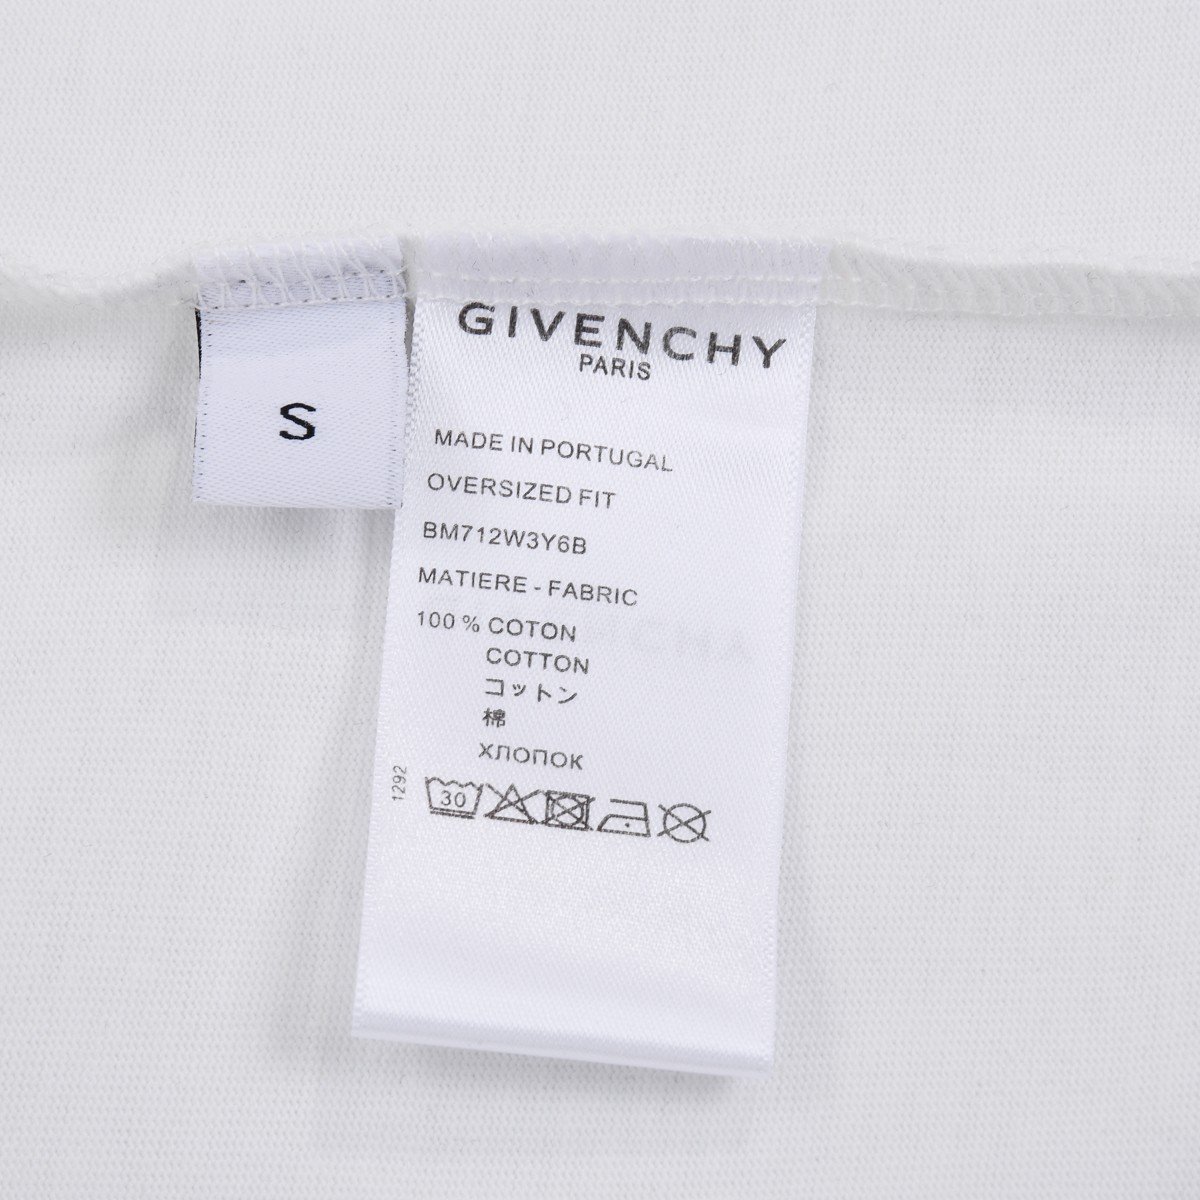 S
GIVENCHY
PARIS
MADE IN PORTUGAL
OVERSIZED FIT
BM712W3Y6B
MATIERE - FABRIC
100 % COTON
COTTON
コットン
棉
ХЛОПОК
1292
30